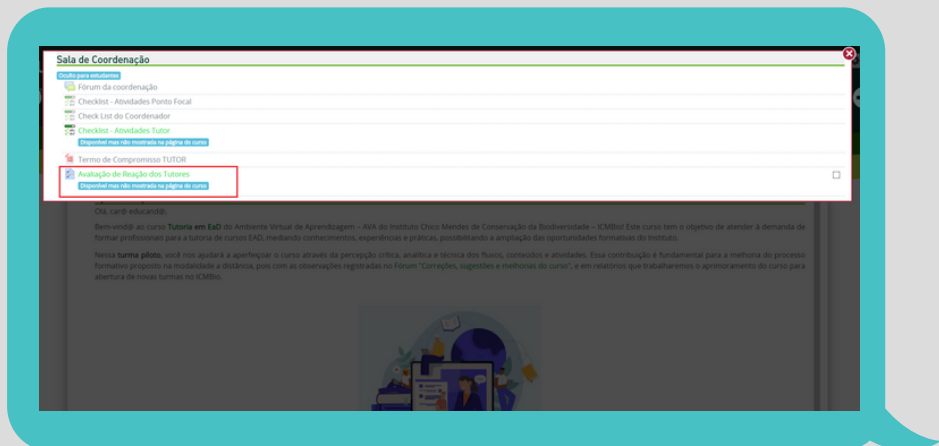 Sala de Coordenação
Oculto para estudantes
Fórum da coordenação
Checklist - Atividades Ponto Focal
Check List do Coordenador
Checklist - Atividades Tutor
Disponível mas não mostrada na página do curso
Termo de Compromisso TUTOR
Avaliação de Reação dos Tutores
Disponível mas não mostrada na página do curso
Olá, card@ educand@,
Bem-vind@ ao curso Tutoria em EaD do Ambiente Virtual de Aprendizagem – AVA do Instituto Chico Mendes de Conservação da Biodiversidade – ICMBio! Este curso tem o objetivo de atender à demanda de
formar profissionais para a tutoria de cursos EAD, mediando conhecimentos, experiências e práticas, possibilitando a ampliação das oportunidades formativas do Instituto.
Nessa turma piloto, você nos ajudará a aperfeiçoar o curso através da percepção crítica, analítica e técnica dos fluxos, conteúdos e atividades. Essa contribuição é fundamental para a melhoria do processo
formativo proposto na modalidade a distância, pois com as observações registradas no Fórum "Correções, sugestões e melhorias do curso", e em relatórios que trabalharemos o aprimoramento do curso para
abertura de novas turmas no ICMBio.